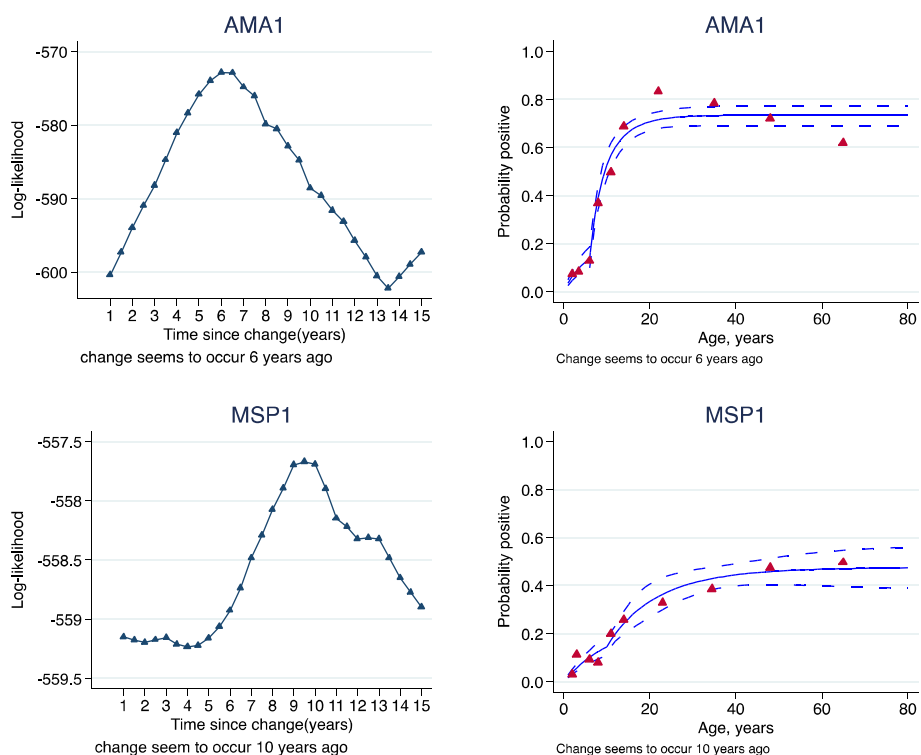 AMA1
-570
-580
-590
-600
Log-likelihood
1 2 3 4 5 6 7 8 9 10 11 12 13 14 15
Time since change(years)
change seems to occur 6 years ago
AMA1
1.0
0.8
0.6
0.4
0.2
0.0
Probability positive
0 20 40 60 80
Age, years
Change seems to occur 6 years ago
MSP1
-557.5
-558
-558.5
-559
-559.5
Log-likelihood
1 2 3 4 5 6 7 8 9 10 11 12 13 14 15
Time since change(years)
change seem to occur 10 years ago
MSP1
1.0
0.8
0.6
0.4
0.2
0.0
Probability positive
0 20 40 60 80
Age, years
Change seems to occur 10 years ago